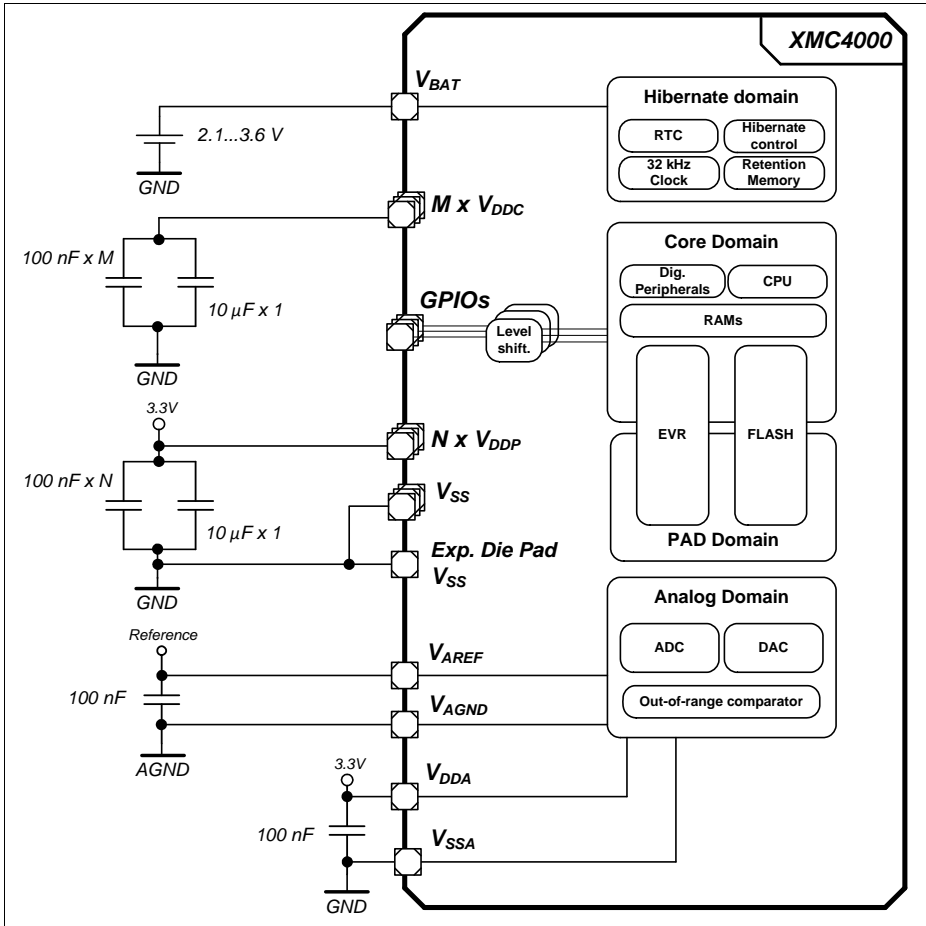 XMC4000
VBAT
2.1...3.6 V
GND
Hibernate domain
RTC
Hibernate
control
32 kHz
Clock
Retention
Memory
M x VDDC
100 nF x M
10 µF x 1
GND
Core Domain
Dig.
Peripherals
CPU
RAMs
GPIOs
Level
shift.
EVR
FLASH
PAD Domain
3.3V
N x VDDP
100 nF x N
10 µF x 1
VSS
Exp. Die Pad
VSS
GND
Analog Domain
ADC
DAC
Out-of-range comparator
Reference
VAREF
100 nF
VAGND
AGND
3.3V
VDDA
100 nF
VSSA
GND